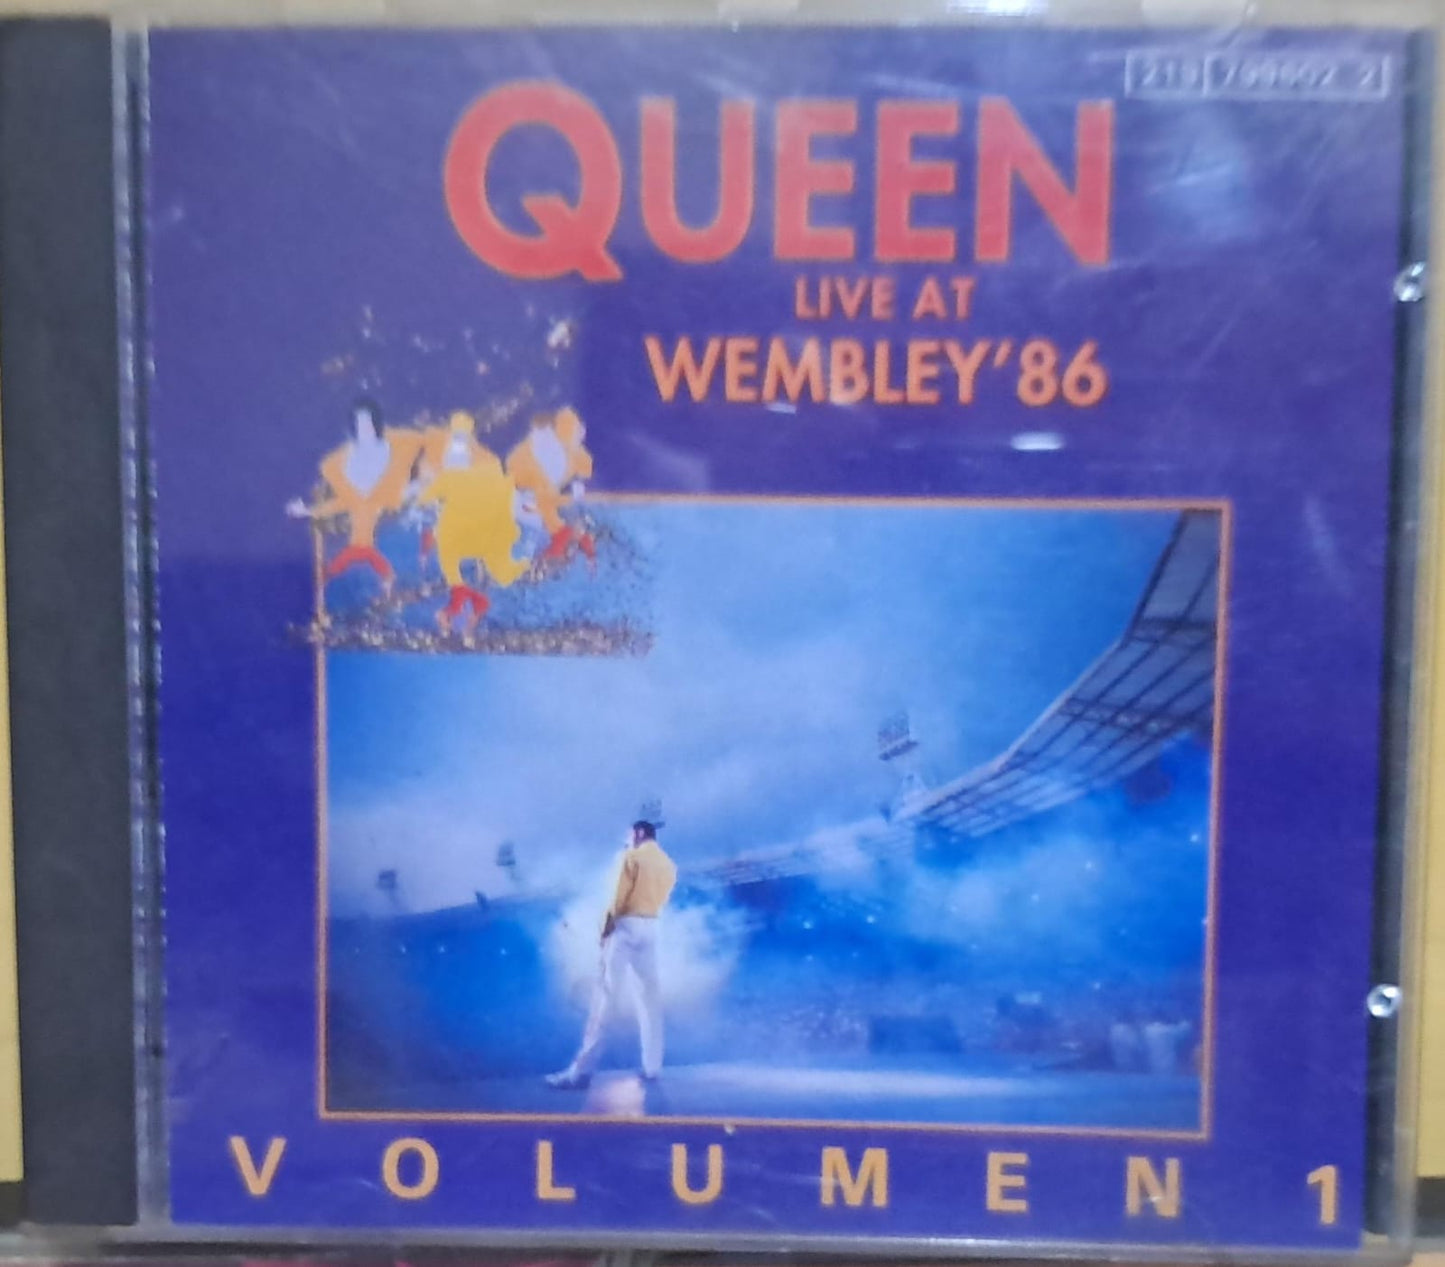 QUEEN
LIVE AT
WEMBLEY'86
VOLUMEN 1